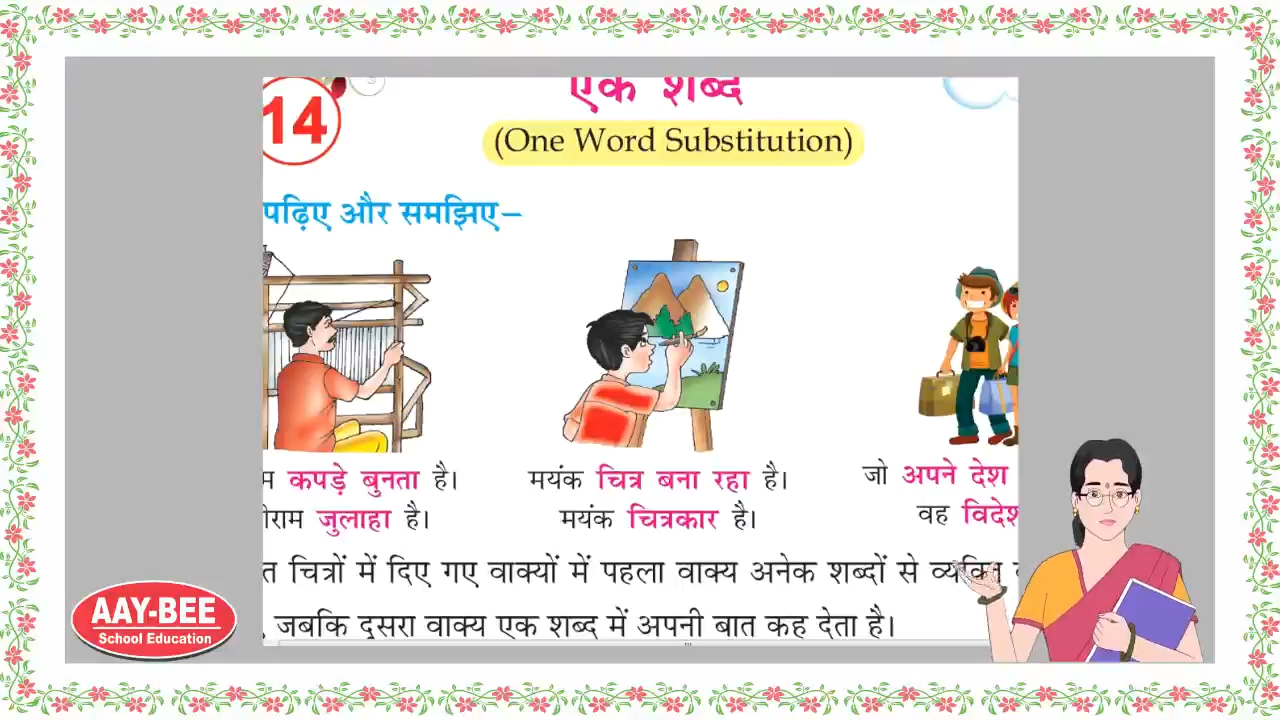 14
एक शब्द
(One Word Substitution)
पढ़िए और समझिए–
कपड़े बुनता है।
मयंक चित्र बना रहा है।
जो अपने देश
जुलाहा है।
मयंक चित्रकार है।
वह
चित्रों में दिए गए वाक्यों में पहला वाक्य अनेक शब्दों से
जबकि दूसरा वाक्य एक शब्द में अपनी बात कह देता है।
AAY-BEE
School Education